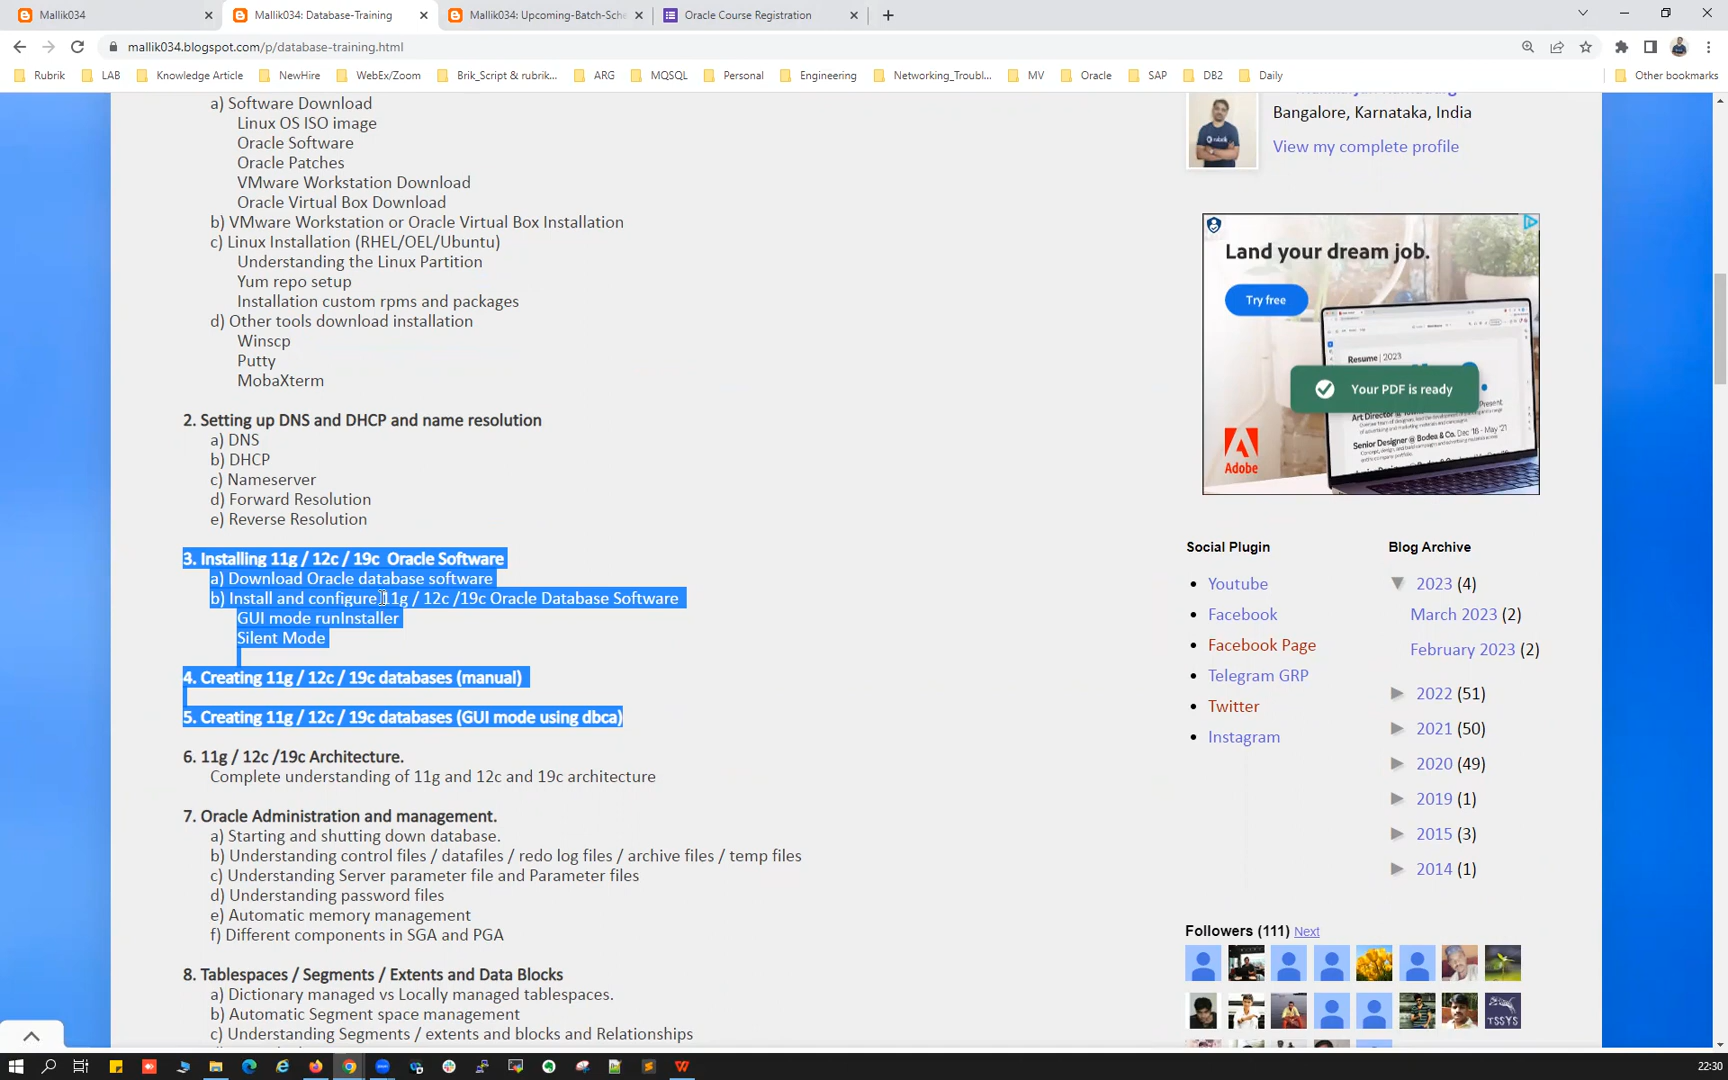 Mallik034
Mallik034: Database-Training
Mallik034: Upcoming-Batch-Sche
Oracle Course Registration
mallik034.blogspot.com/p/database-training.html
Rubrik
LAB
Knowledge Article
NewHire
WebEx/Zoom
Brik_Script & rubrik...
ARG
MQSQL
Personal
Engineering
Networking_Troubl...
MV
Oracle
SAP
DB2
Daily
Other bookmarks
a) Software Download
Linux OS ISO image
Oracle Software
Oracle Patches
VMware Workstation Download
Oracle Virtual Box Download
b) VMware Workstation or Oracle Virtual Box Installation
c) Linux Installation (RHEL/OEL/Ubuntu)
Understanding the Linux Partition
Yum repo setup
Installation custom rpms and packages
d) Other tools download installation
Winscp
Putty
MobaXterm
2. Setting up DNS and DHCP and name resolution
a) DNS
b) DHCP
c) Nameserver
d) Forward Resolution
e) Reverse Resolution
3. Installing 11g / 12c / 19c  Oracle Software
a) Download Oracle database software
b) Install and configure 11g / 12c /19c Oracle Database Software
GUI mode runInstaller
Silent Mode
4. Creating 11g / 12c / 19c databases (manual)
5. Creating 11g / 12c / 19c databases (GUI mode using dbca)
6. 11g / 12c /19c Architecture.
Complete understanding of 11g and 12c and 19c architecture
7. Oracle Administration and management.
a) Starting and shutting down database.
b) Understanding control files / datafiles / redo log files / archive files / temp files
c) Understanding Server parameter file and Parameter files
d) Understanding password files
e) Automatic memory management
f) Different components in SGA and PGA
8. Tablespaces / Segments / Extents and Data Blocks
a) Dictionary managed vs Locally managed tablespaces.
b) Automatic Segment space management
c) Understanding Segments / extents and blocks and Relationships
Bangalore, Karnataka, India
View my complete profile
Land your dream job.
Try free
Resume | 2023
Your PDF is ready
Adobe
Social Plugin
Youtube
Facebook
Facebook Page
Telegram GRP
Twitter
Instagram
Blog Archive
▼ 2023 (4)
March 2023 (2)
February 2023 (2)
► 2022 (51)
► 2021 (50)
► 2020 (49)
► 2019 (1)
► 2015 (3)
► 2014 (1)
Followers (111) Next
TSSYS
22:30